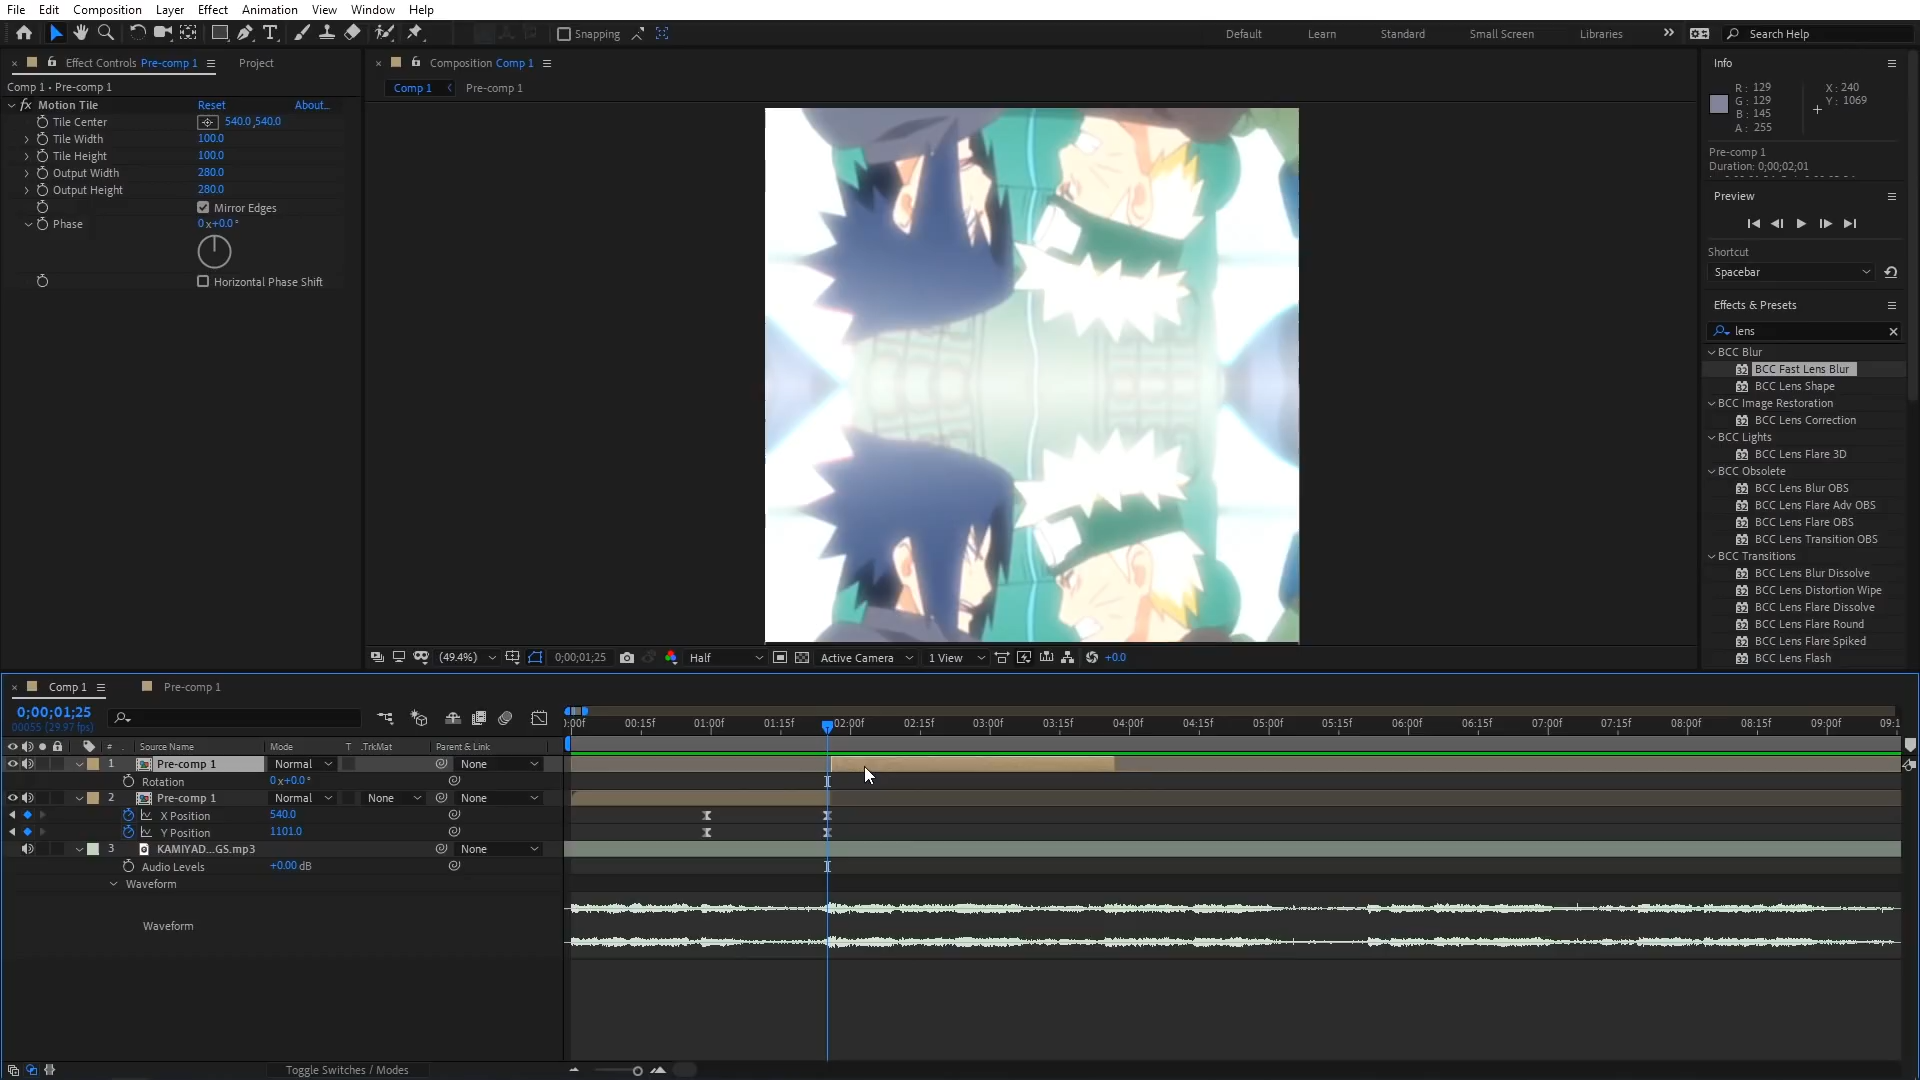 File Edit Composition Layer Effect Animation View Window Help
Snapping
Default Learn Standard Small Screen Libraries
Search Help
Effect Controls Pre-comp 1
Project
Comp 1 • Pre-comp 1
fx Motion Tile Reset About...
Tile Center 540.0,540.0
Tile Width 100.0
Tile Height 100.0
Output Width 280.0
Output Height 280.0
Mirror Edges
Phase 0x+0.0°
Horizontal Phase Shift
Composition Comp 1
Comp 1 Pre-comp 1
(49.4%) 0;00;01;25 Half Active Camera 1 View +0.0
Info
R: 129 X: 240
G: 129 Y: 1069
B: 145
A: 255
Pre-comp 1
Duration: 0;00;02;01
Preview
Shortcut
Spacebar
Effects & Presets
lens
BCC Blur
BCC Fast Lens Blur
BCC Lens Shape
BCC Image Restoration
BCC Lens Correction
BCC Lights
BCC Lens Flare 3D
BCC Obsolete
BCC Lens Blur OBS
BCC Lens Flare Adv OBS
BCC Lens Flare OBS
BCC Lens Transition OBS
BCC Transitions
BCC Lens Blur Dissolve
BCC Lens Distortion Wipe
BCC Lens Flare Dissolve
BCC Lens Flare Round
BCC Lens Flare Spiked
BCC Lens Flash
Comp 1 Pre-comp 1
0;00;01;25
00055 (29.97 fps)
:00f 00:15f 01:00f 01:15f 02:00f 02:15f 03:00f 03:15f 04:00f 04:15f 05:00f 05:15f 06:00f 06:15f 07:00f 07:15f 08:00f 08:15f 09:00f 09:1
# Source Name Mode T .TrkMat Parent & Link
1 Pre-comp 1 Normal None
Rotation 0x+0.0°
2 Pre-comp 1 Normal None None
X Position 540.0
Y Position 1101.0
3 KAMIYAD...GS.mp3 None
Audio Levels +0.00 dB
Waveform
Waveform
Toggle Switches / Modes